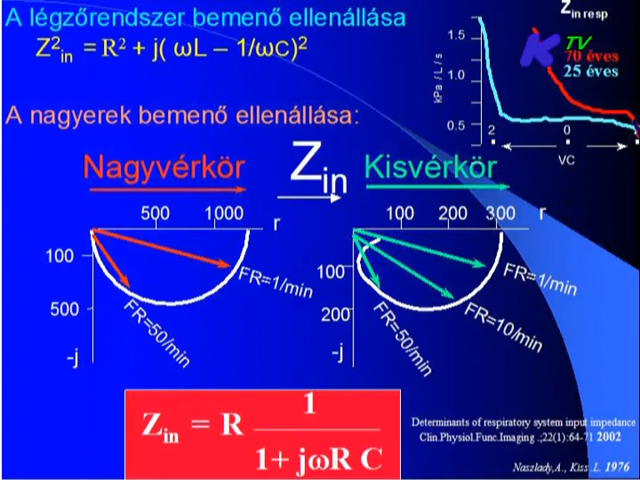 A légzőrendszer bemenő ellenállása
Z²in = R² + j( ωL – 1/ωC)²
Zin resp
kPa / L / s
1.5
1.0
0.5
K TV
70 éves
25 éves
2
0
VC
A nagyerek bemenő ellenállása:
Nagyvérkör
Zin
Kisvérkör
500
1000
r
100
500
-j
FR=1/min
FR=50/min
100
200
300
r
100
200
-j
FR=1/min
FR=10/min
FR=50/min
Zin = R 1
1+ jωR C
Determinants of respiratory system input impedance
Clin.Physiol.Func.Imaging .;22(1):64-71 2002
Naszlady,A., Kiss .L. 1976